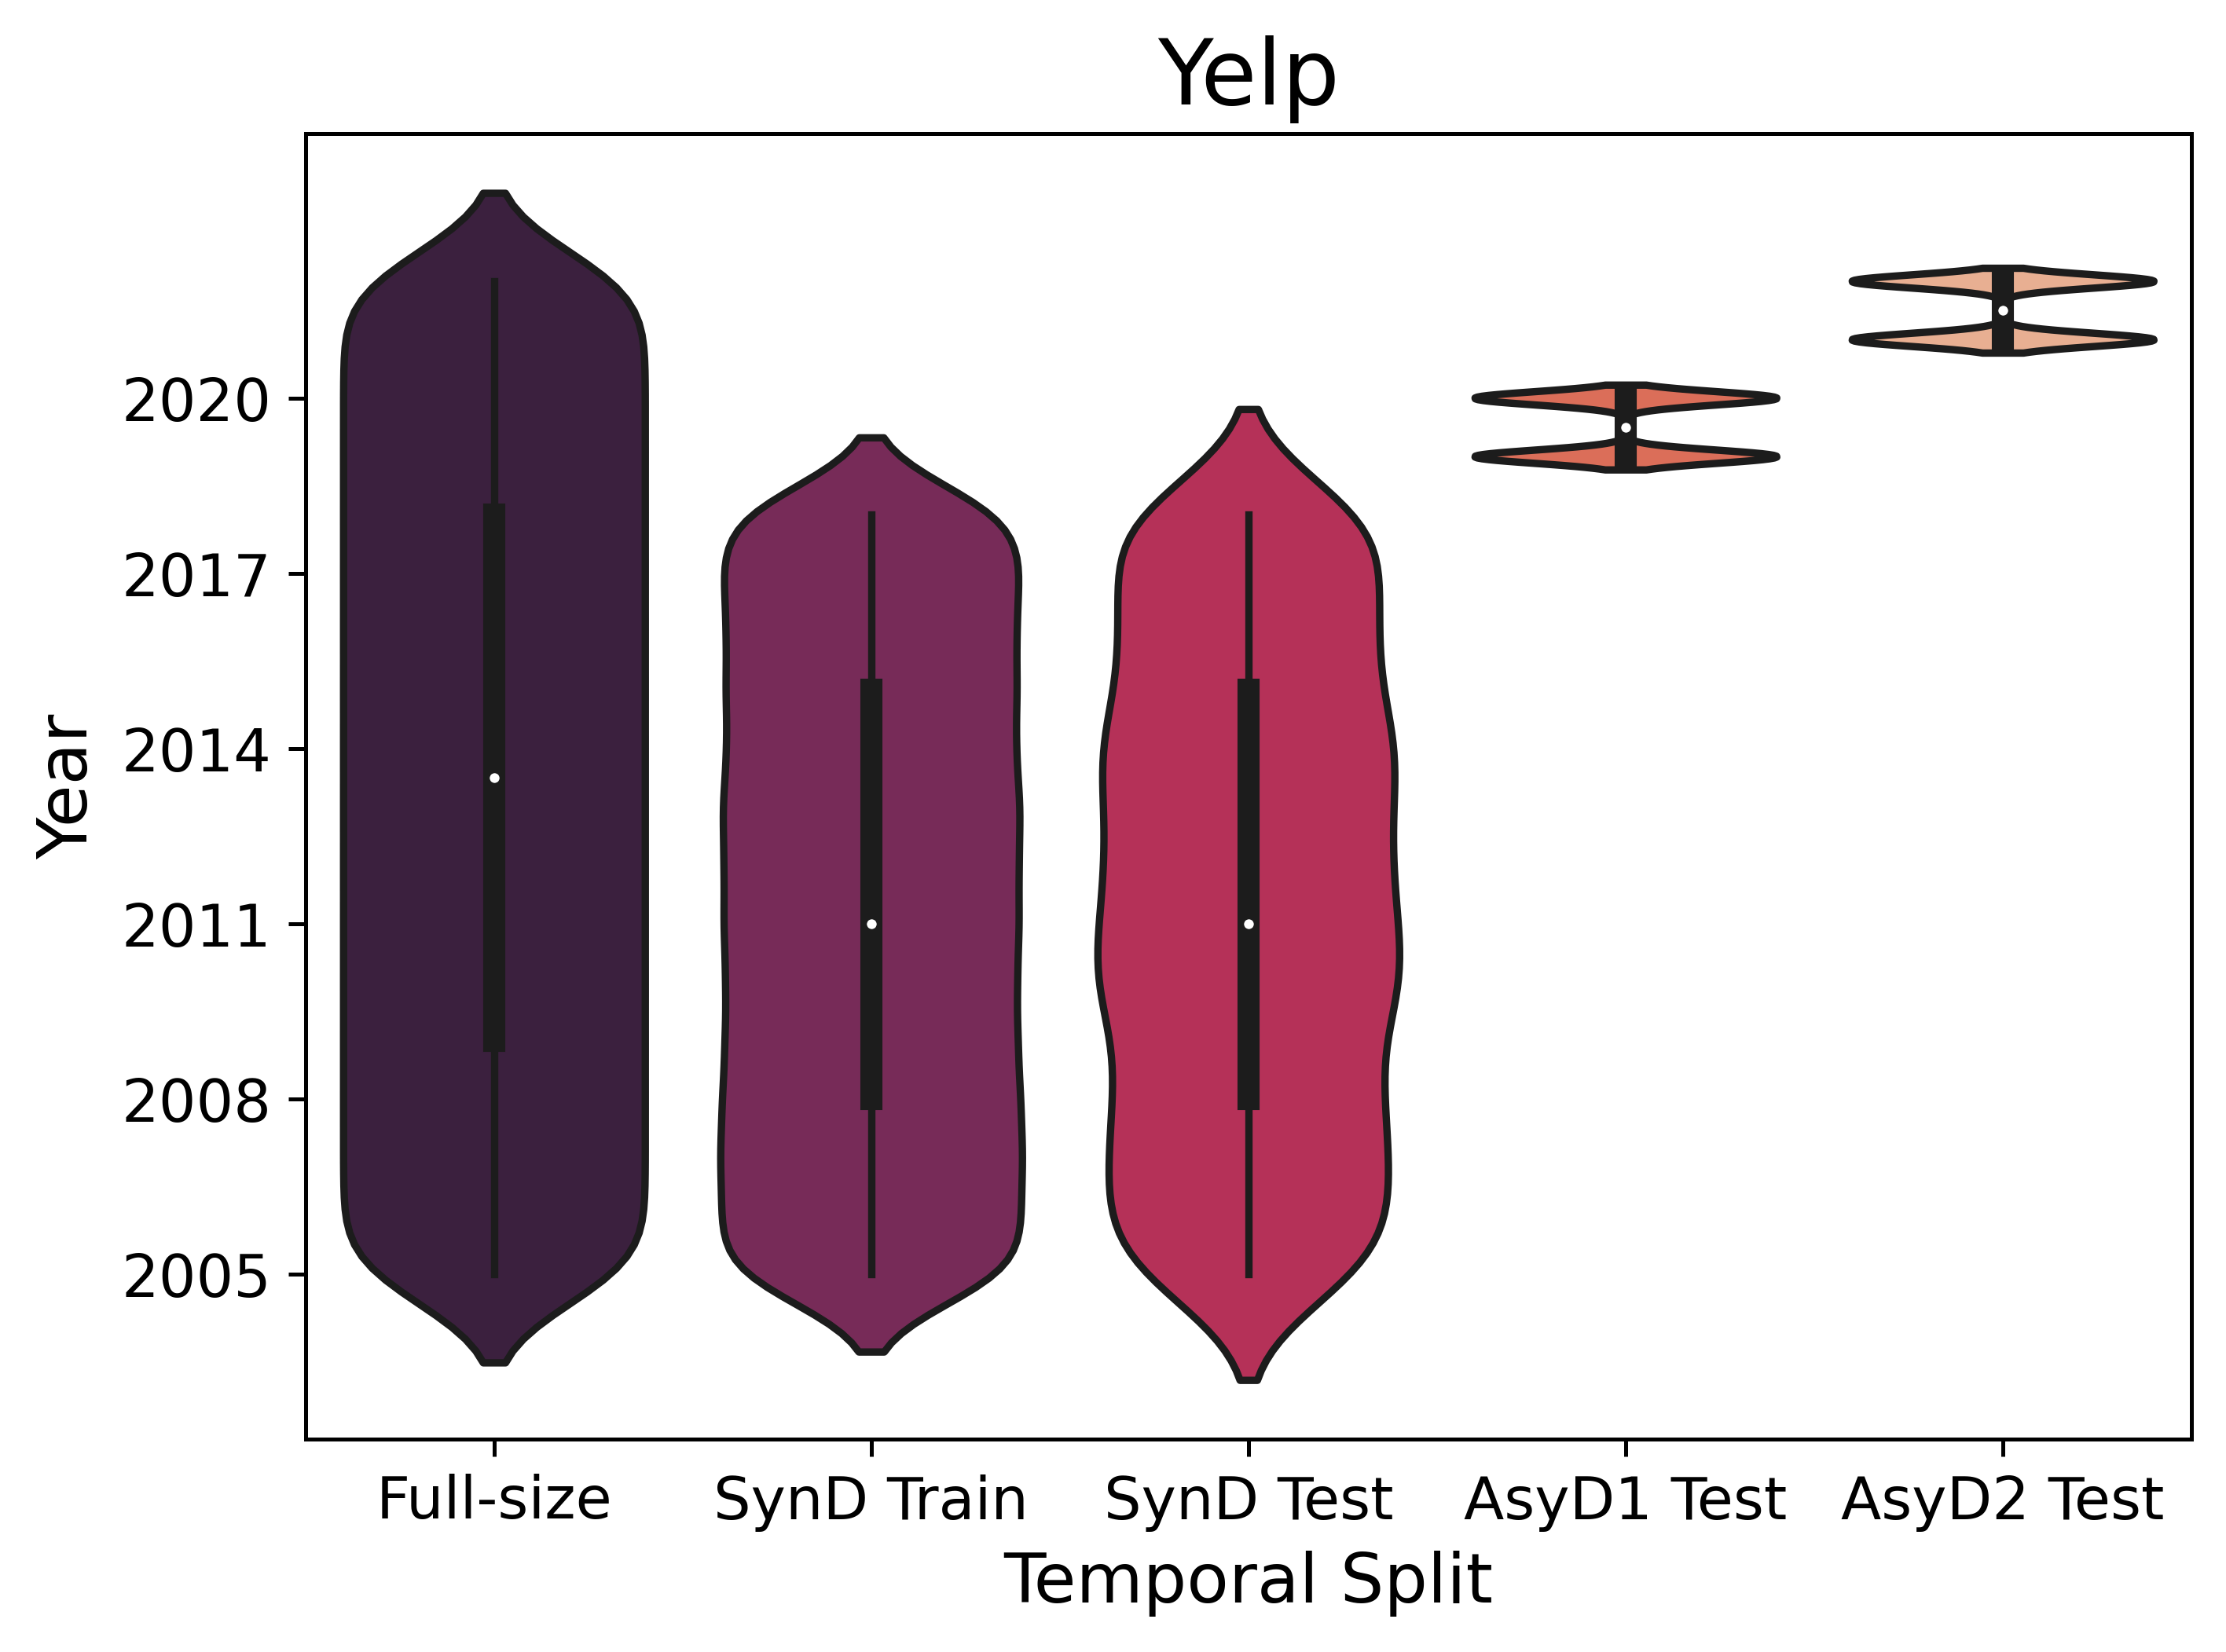 Yelp
Year
2020
2017
2014
2011
2008
2005
Full-size SynD Train SynD Test AsyD1 Test AsyD2 Test
Temporal Split